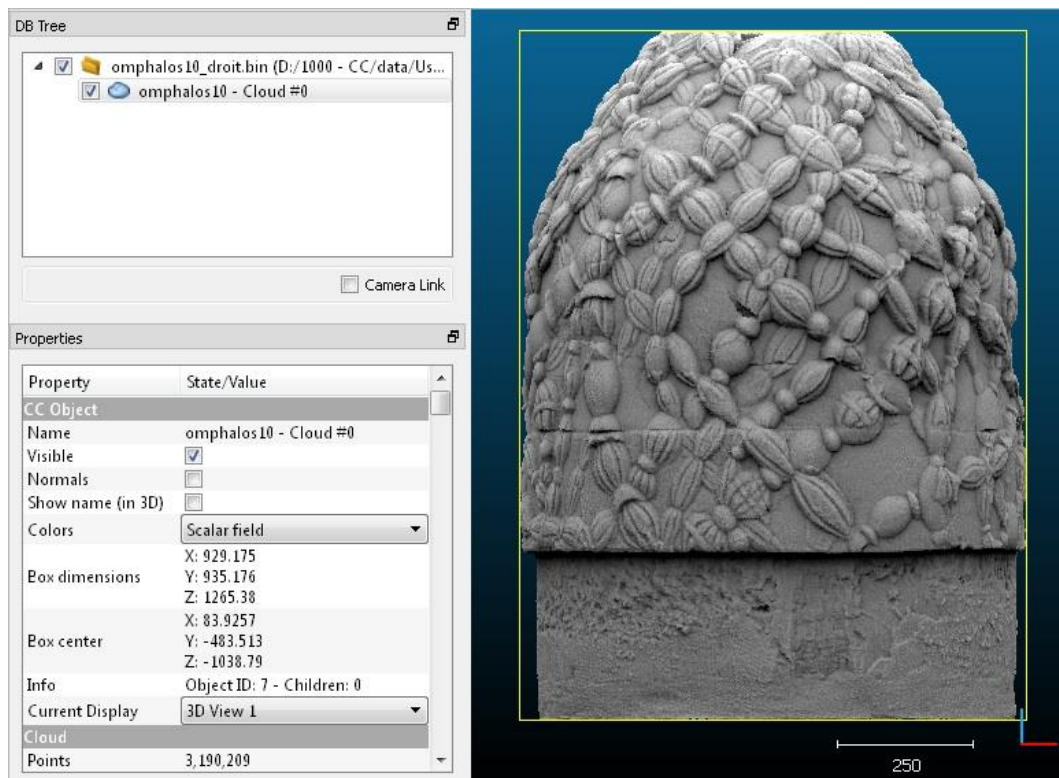 DB Tree
omphalos10_droit.bin (D:/1000 - CC/data/Us...
omphalos10 - Cloud #0
Camera Link
Properties
Property State/Value
CC Object
Name omphalos10 - Cloud #0
Visible
Normals
Show name (in 3D)
Colors Scalar field
Box dimensions X: 929.175
Y: 935.176
Z: 1265.38
Box center X: 83.9257
Y: -483.513
Z: -1038.79
Info Object ID: 7 - Children: 0
Current Display 3D View 1
Cloud
Points 3,190,209
250